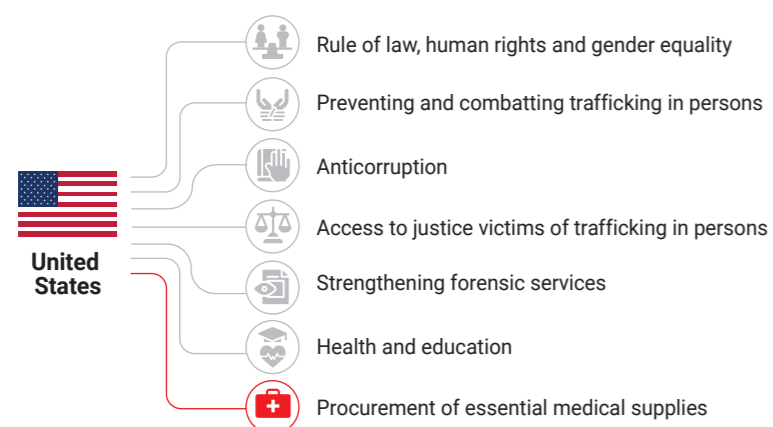 Rule of law, human rights and gender equality
Preventing and combatting trafficking in persons
Anticorruption
Access to justice victims of trafficking in persons
United
States
Strengthening forensic services
Health and education
Procurement of essential medical supplies